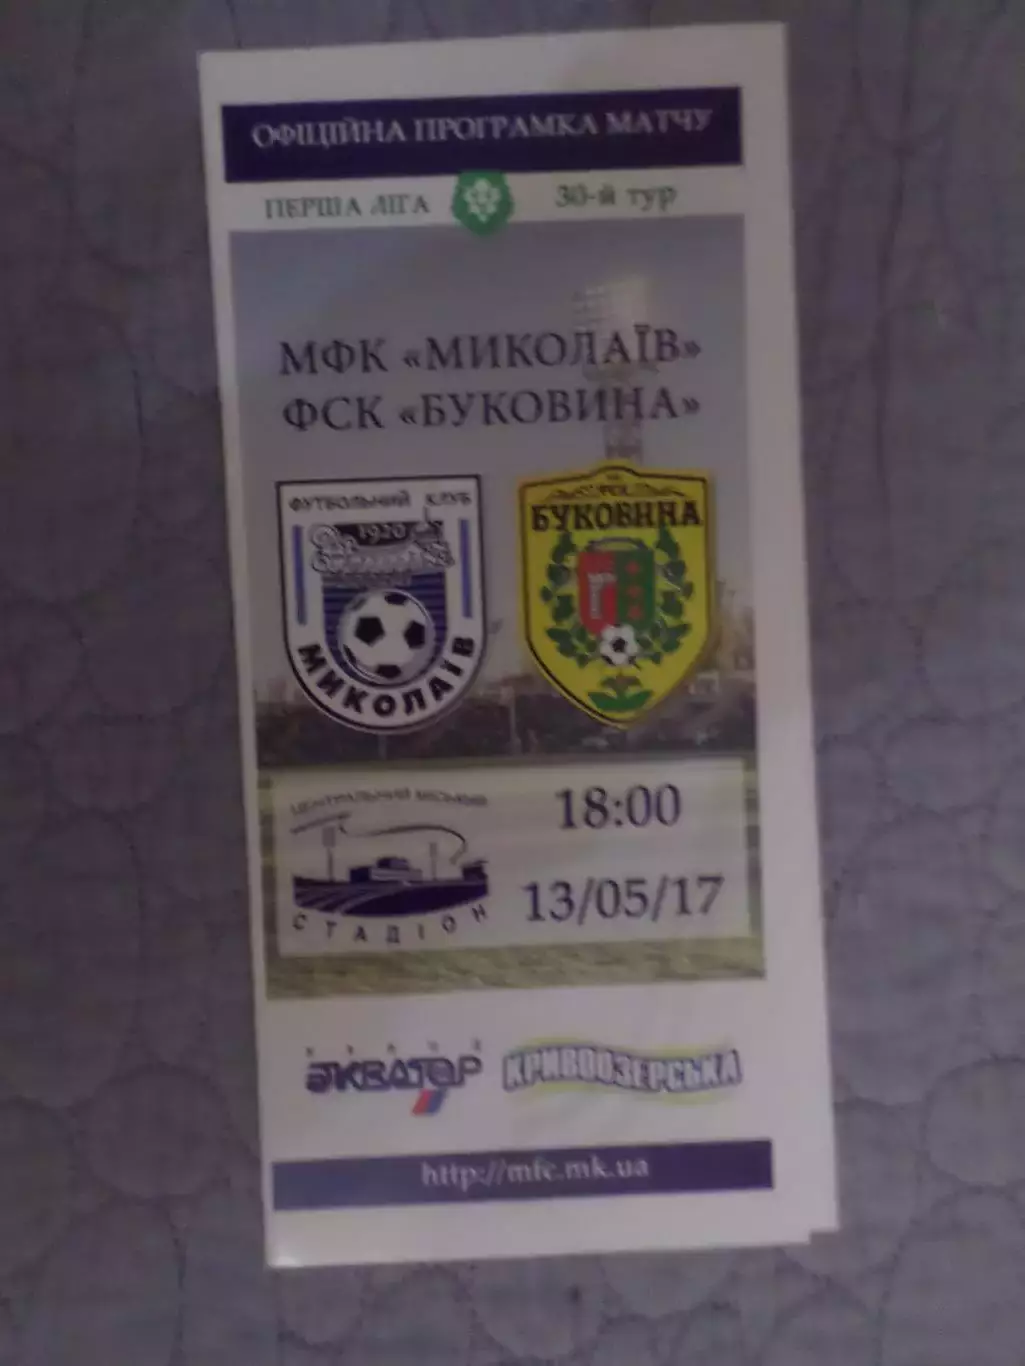 ОФІЦІЙНА ПРОГРАМКА МАТЧУ
ПЕРША ЛІГА 30-й тур
МФК «МИКОЛАЇВ»
ФСК «БУКОВИНА»
ФУТБОЛЬНИЙ КЛУБ
1920
МИКОЛАЇВ
ФСК
БУКОВИНА
ЦЕНТРАЛЬНИЙ МІСЬКИЙ
СТАДІОН
18:00
13/05/17
ЭКВАТОР
КРИВООЗЕРСЬКА
http://mfc.mk.ua